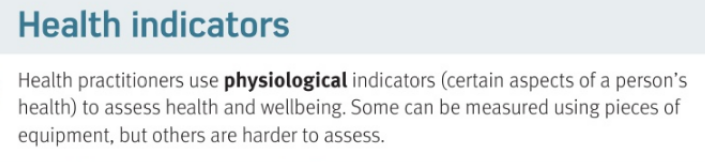 Health indicators
Health practitioners use physiological indicators (certain aspects of a person's
health) to assess health and wellbeing. Some can be measured using pieces of
equipment, but others are harder to assess.